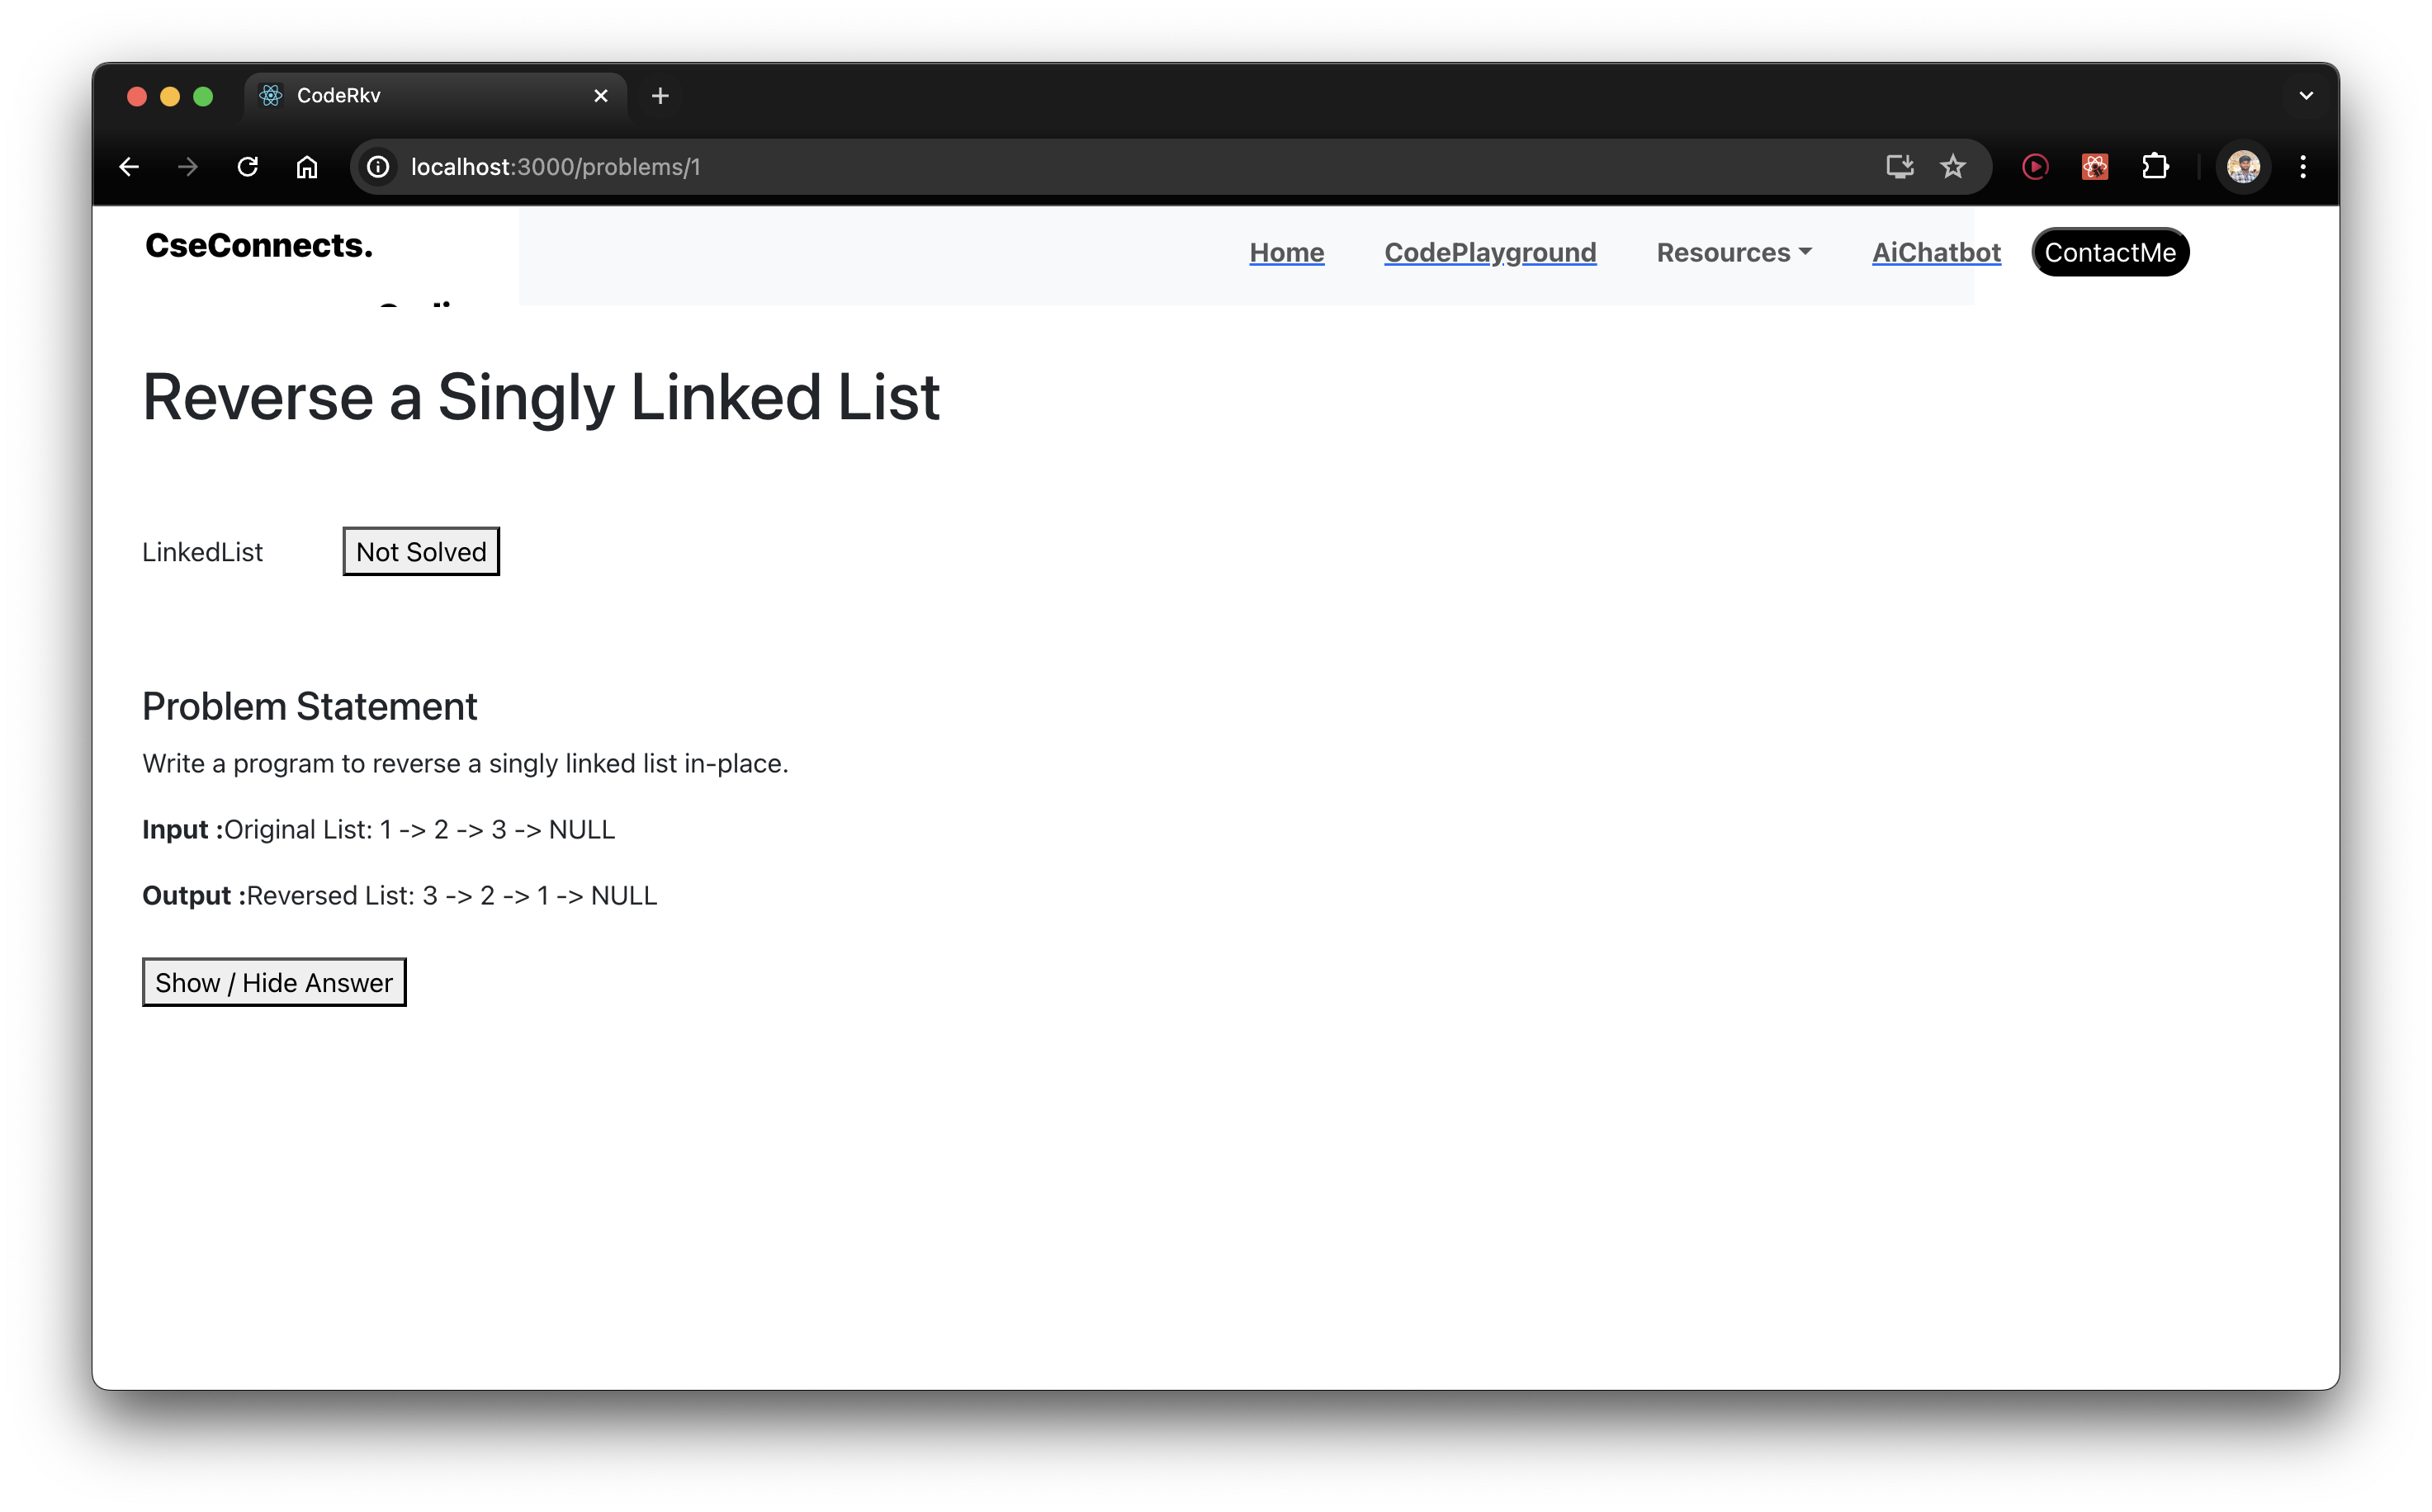 CodeRkv
localhost:3000/problems/1
CseConnects.
Home CodePlayground Resources AiChatbot ContactMe
Reverse a Singly Linked List
LinkedList Not Solved
Problem Statement
Write a program to reverse a singly linked list in-place.
Input :Original List: 1 -> 2 -> 3 -> NULL
Output :Reversed List: 3 -> 2 -> 1 -> NULL
Show / Hide Answer